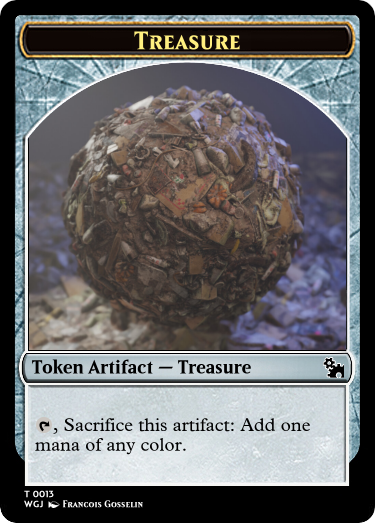 Treasure
Token Artifact — Treasure
, Sacrifice this artifact: Add one
mana of any color.
T 0013
WGJ Francois Gosselin